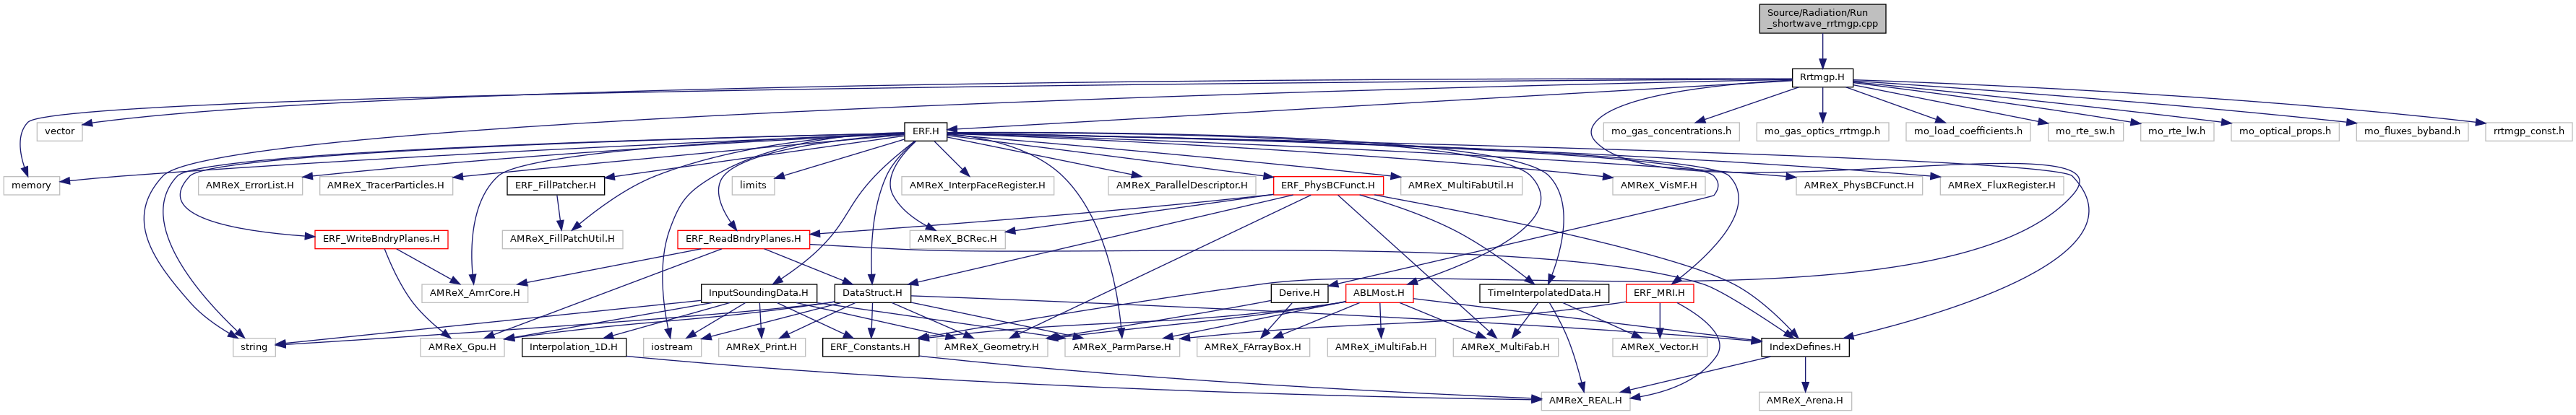 Source/Radiation/Run
_shortwave_rrtmgp.cpp
Rrtmgp.H
vector
ERF.H
mo_gas_concentrations.h
mo_gas_optics_rrtmgp.h
mo_load_coefficients.h
mo_rte_sw.h
mo_rte_lw.h
mo_optical_props.h
mo_fluxes_byband.h
rrtmgp_const.h
memory
AMReX_ErrorList.H
AMReX_TracerParticles.H
ERF_FillPatcher.H
limits
AMReX_InterpFaceRegister.H
AMReX_ParallelDescriptor.H
ERF_PhysBCFunct.H
AMReX_MultiFabUtil.H
AMReX_VisMF.H
AMReX_PhysBCFunct.H
AMReX_FluxRegister.H
ERF_WriteBndryPlanes.H
AMReX_FillPatchUtil.H
ERF_ReadBndryPlanes.H
AMReX_BCRec.H
AMReX_AmrCore.H
InputSoundingData.H
DataStruct.H
Derive.H
ABLMost.H
TimeInterpolatedData.H
ERF_MRI.H
string
AMReX_Gpu.H
Interpolation_1D.H
iostream
AMReX_Print.H
ERF_Constants.H
AMReX_Geometry.H
AMReX_ParmParse.H
AMReX_FArrayBox.H
AMReX_iMultiFab.H
AMReX_MultiFab.H
AMReX_Vector.H
IndexDefines.H
AMReX_REAL.H
AMReX_Arena.H